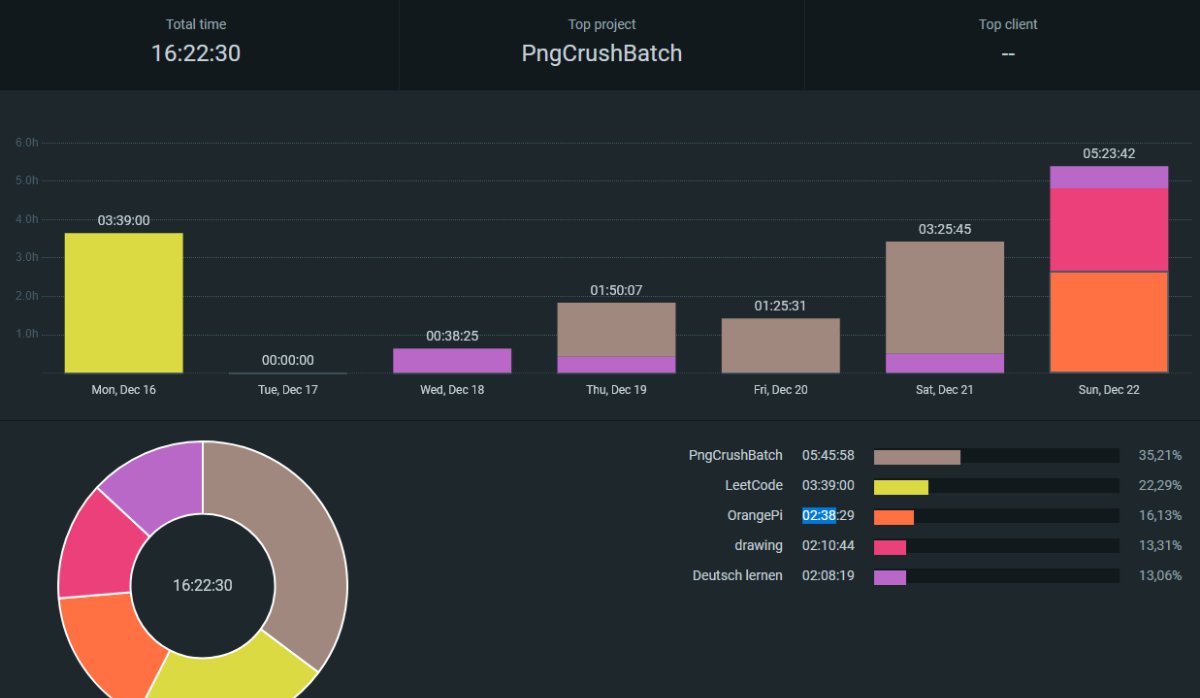 Total time Top project Top client
16:22:30 PngCrushBatch --
6.0h
05:23:42
5.0h
4.0h 03:39:00
03:25:45
3.0h
2.0h 01:50:07
01:25:31
1.0h 00:38:25
00:00:00
Mon, Dec 16 Tue, Dec 17 Wed, Dec 18 Thu, Dec 19 Fri, Dec 20 Sat, Dec 21 Sun, Dec 22
PngCrushBatch 05:45:58 35,21%
LeetCode 03:39:00 22,29%
OrangePi 02:38:29 16,13%
drawing 02:10:44 13,31%
Deutsch lernen 02:08:19 13,06%
16:22:30